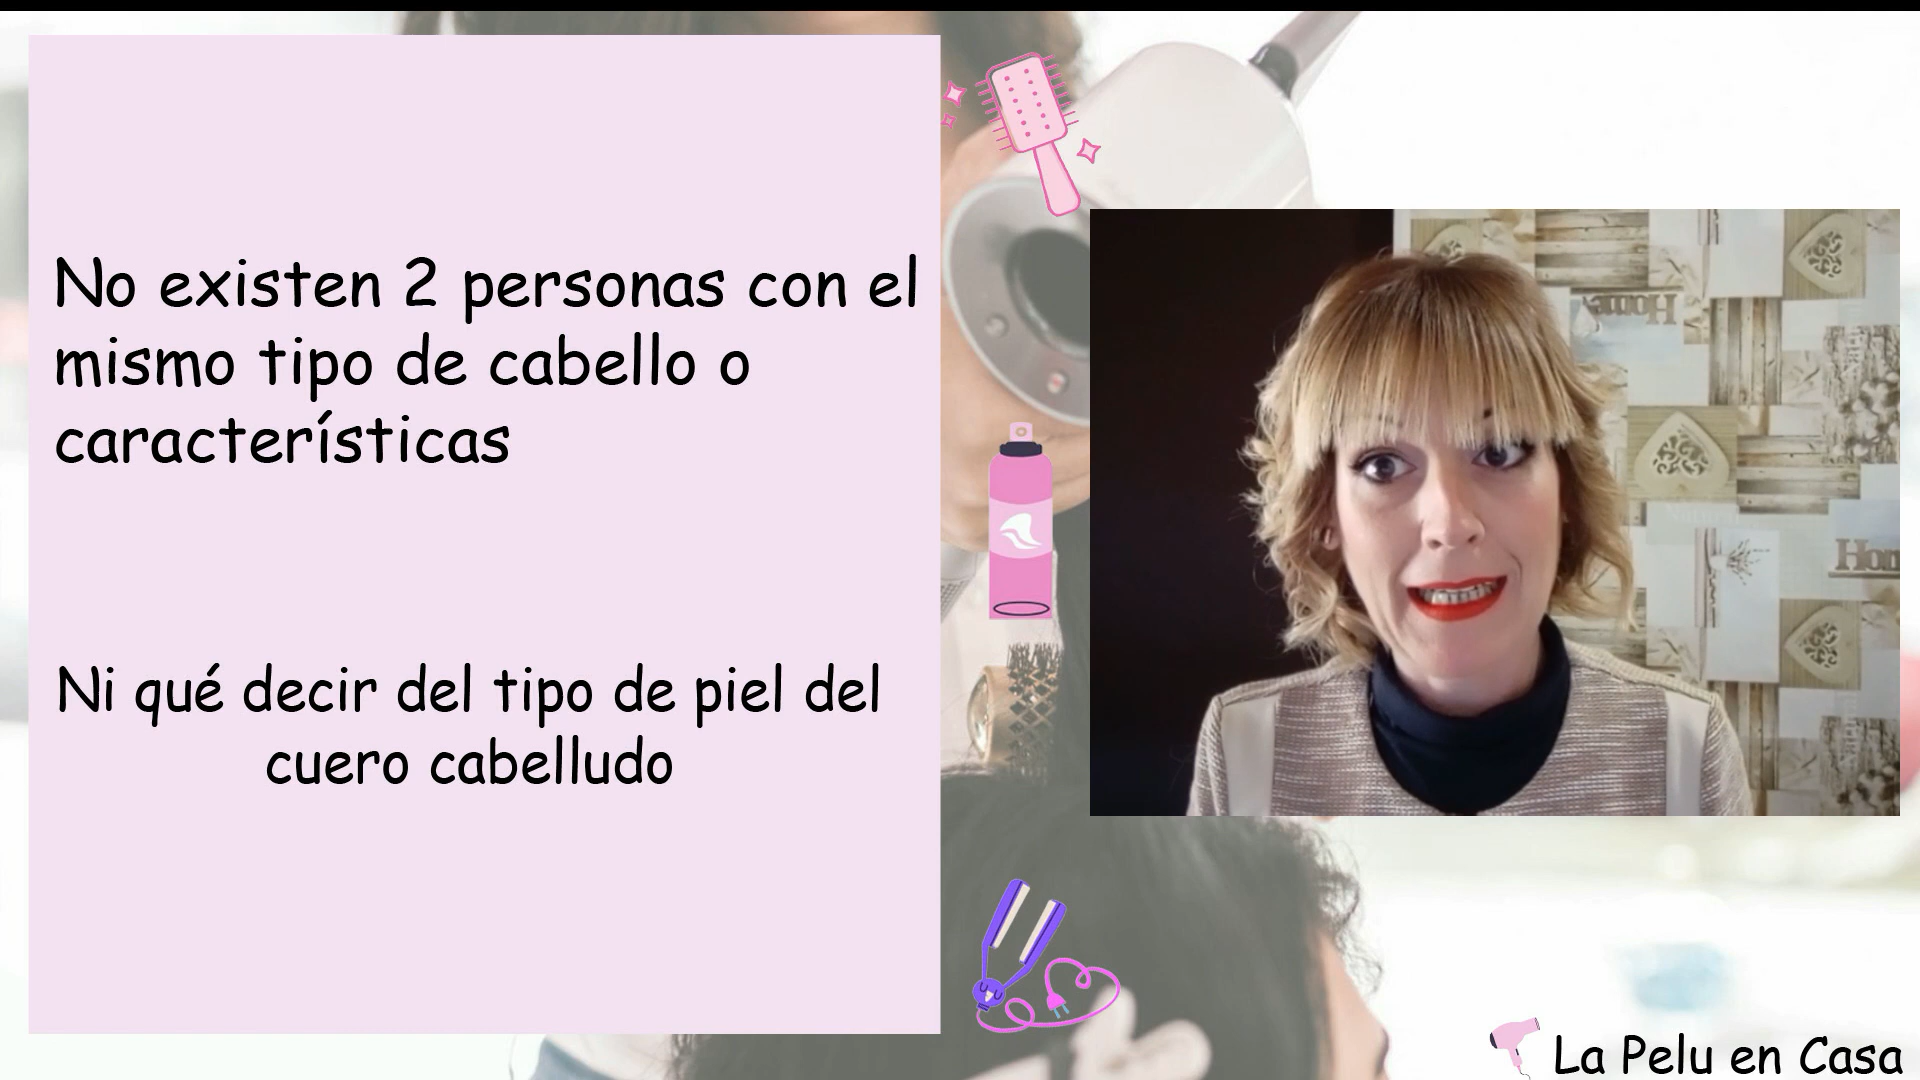 No existen 2 personas con el
mismo tipo de cabello o
características
Ni qué decir del tipo de piel del
cuero cabelludo
Home
La Pelu en Casa